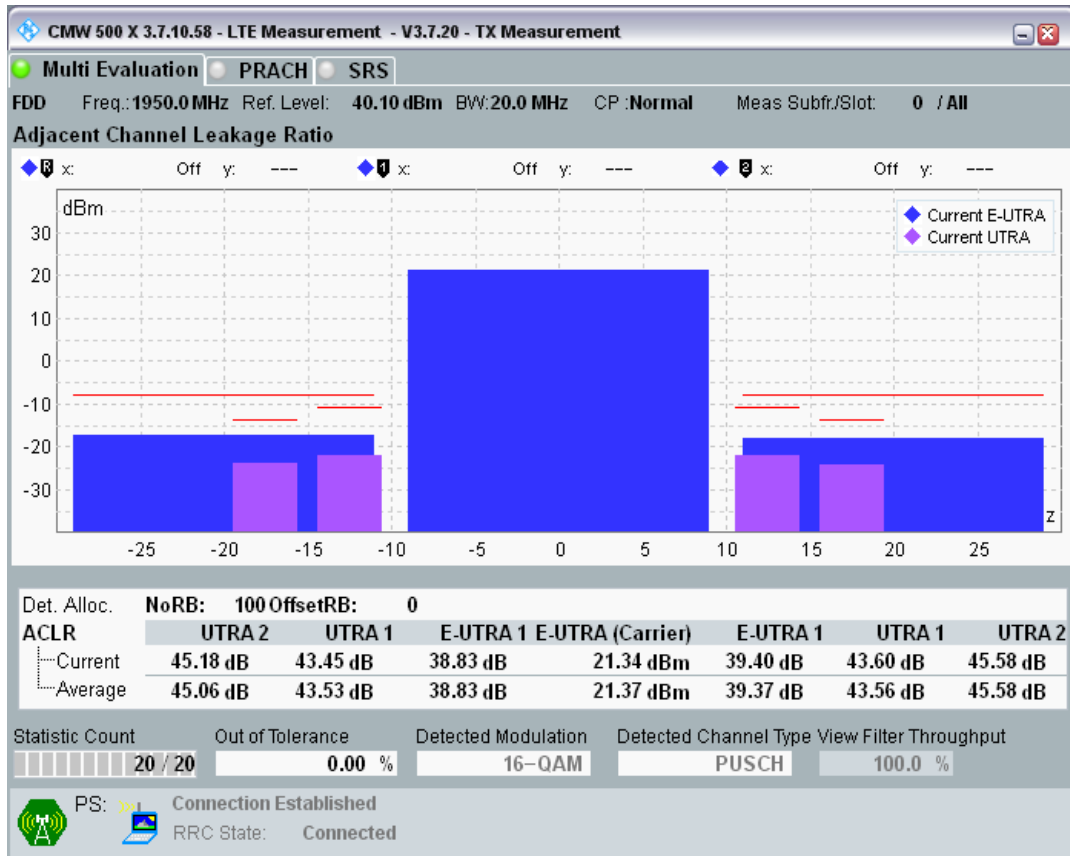 CMW 500 X 3.7.10.58 - LTE Measurement - V3.7.20 - TX Measurement
Multi Evaluation PRACH SRS
FDD Freq.: 1950.0 MHz Ref. Level: 40.10 dBm BW: 20.0 MHz CP : Normal Meas Subfr./Slot: 0 / All
Adjacent Channel Leakage Ratio
R x: Off y: --- 1 x: Off y: --- 2 x: Off y: ---
dBm
Current E-UTRA
Current UTRA
30
20
10
0
-10
-20
-30
z
-25 -20 -15 -10 -5 0 5 10 15 20 25
Det. Alloc. NoRB: 100 OffsetRB: 0
ACLR UTRA 2 UTRA 1 E-UTRA 1 E-UTRA (Carrier) E-UTRA 1 UTRA 1 UTRA 2
Current 45.18 dB 43.45 dB 38.83 dB 21.34 dBm 39.40 dB 43.60 dB 45.58 dB
Average 45.06 dB 43.53 dB 38.83 dB 21.37 dBm 39.37 dB 43.56 dB 45.58 dB
Statistic Count Out of Tolerance Detected Modulation Detected Channel Type View Filter Throughput
20 / 20 0.00 % 16-QAM PUSCH 100.0 %
PS: Connection Established
RRC State: Connected